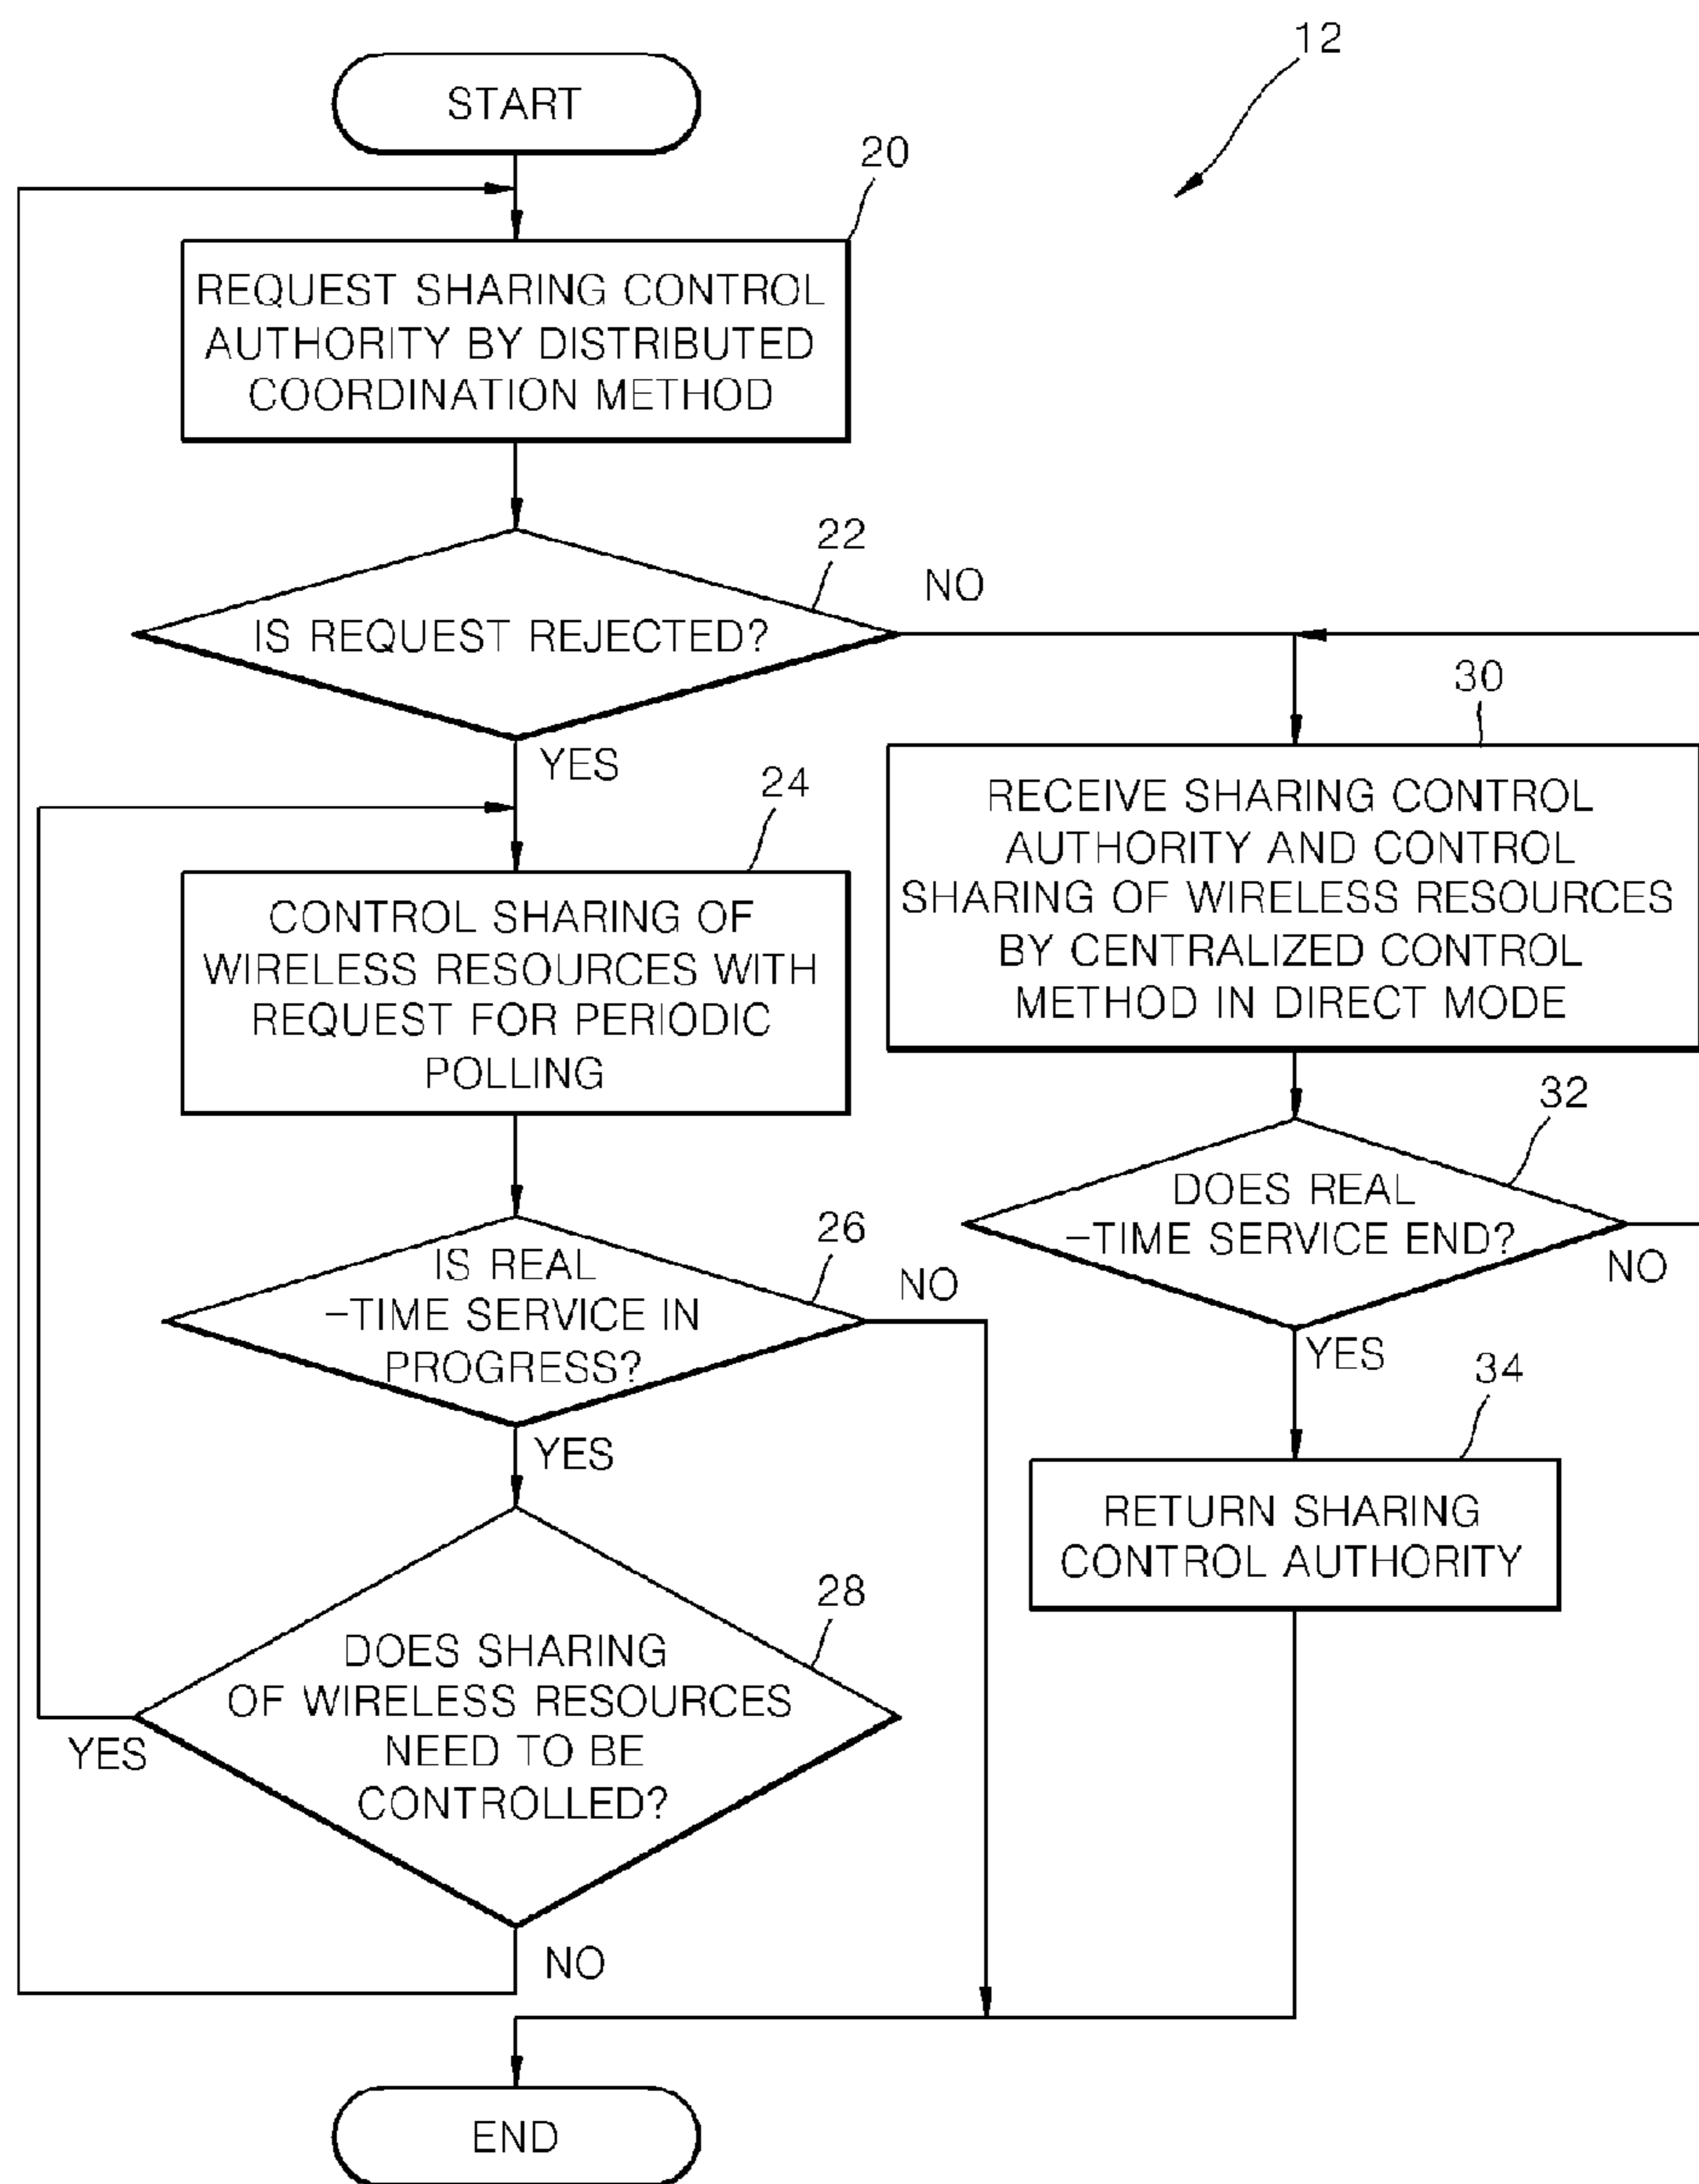 12
START
20
REQUEST SHARING CONTROL
AUTHORITY BY DISTRIBUTED
COORDINATION METHOD
22
NO
IS REQUEST REJECTED?
YES
24
CONTROL SHARING OF
WIRELESS RESOURCES WITH
REQUEST FOR PERIODIC
POLLING
26
IS REAL
-TIME SERVICE IN
PROGRESS?
NO
YES
28
DOES SHARING
OF WIRELESS RESOURCES
NEED TO BE
CONTROLLED?
YES
NO
30
RECEIVE SHARING CONTROL
AUTHORITY AND CONTROL
SHARING OF WIRELESS RESOURCES
BY CENTRALIZED CONTROL
METHOD IN DIRECT MODE
32
DOES REAL
-TIME SERVICE END?
NO
YES
34
RETURN SHARING
CONTROL AUTHORITY
END